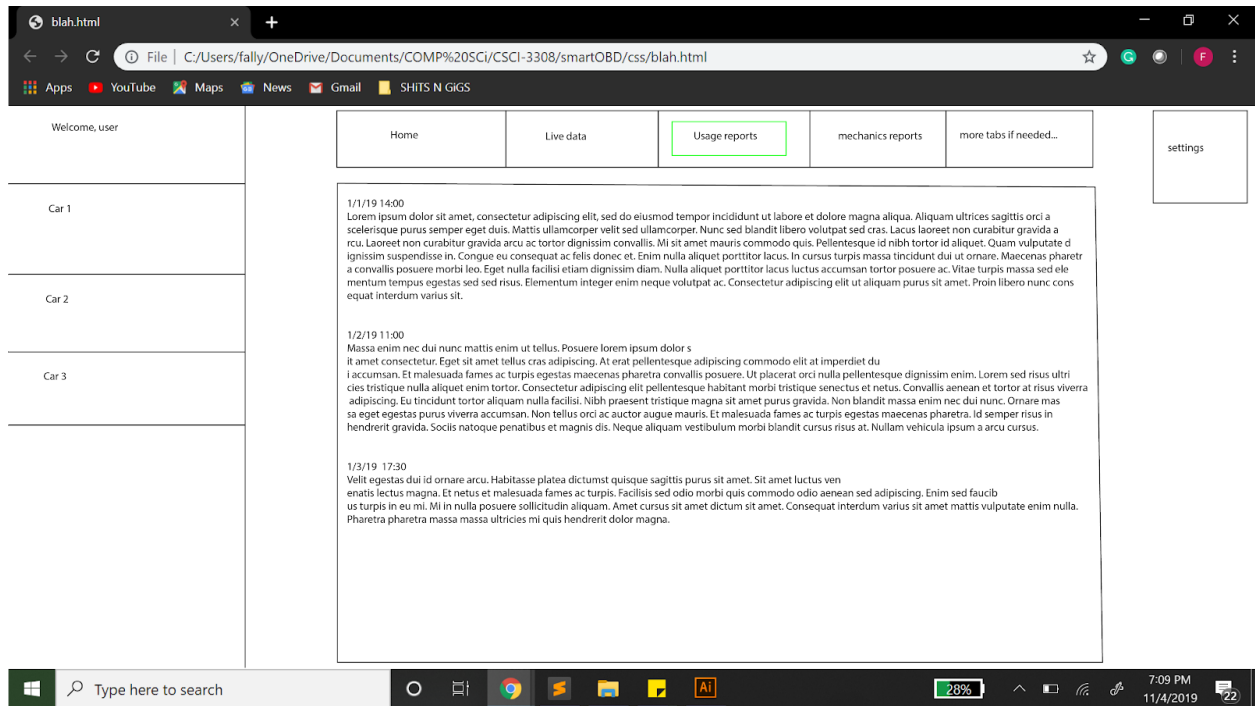 blah.html
File | C:/Users/fally/OneDrive/Documents/COMP%20SCi/CSCI-3308/smartOBD/css/blah.html
F
Apps YouTube Maps News Gmail SHiTS N GiGS
Welcome, user
Car 1
Car 2
Car 3
Home Live data Usage reports mechanics reports more tabs if needed...
settings
1/1/19 14:00
Lorem ipsum dolor sit amet, consectetur adipiscing elit, sed do eiusmod tempor incididunt ut labore et dolore magna aliqua. Aliquam ultrices sagittis orci a
scelerisque purus semper eget duis. Mattis ullamcorper velit sed ullamcorper. Nunc sed blandit libero volutpat sed cras. Lacus laoreet non curabitur gravida a
rcu. Laoreet non curabitur gravida arcu ac tortor dignissim convallis. Mi sit amet mauris commodo quis. Pellentesque id nibh tortor id aliquet. Quam vulputate d
ignissim suspendisse in. Congue eu consequat ac felis donec et. Enim nulla aliquet porttitor lacus. In cursus turpis massa tincidunt dui ut ornare. Maecenas pharetr
a convallis posuere morbi leo. Eget nulla facilisi etiam dignissim diam. Nulla aliquet porttitor lacus luctus accumsan tortor posuere ac. Vitae turpis massa sed ele
mentum tempus egestas sed sed risus. Elementum integer enim neque volutpat ac. Consectetur adipiscing elit ut aliquam purus sit amet. Proin libero nunc cons
equat interdum varius sit.
1/2/19 11:00
Massa enim nec dui nunc mattis enim ut tellus. Posuere lorem ipsum dolor s
it amet consectetur. Eget sit amet tellus cras adipiscing. At erat pellentesque adipiscing commodo elit at imperdiet du
i accumsan. Et malesuada fames ac turpis egestas maecenas pharetra convallis posuere. Ut placerat orci nulla pellentesque dignissim enim. Lorem sed risus ultri
cies tristique nulla aliquet enim tortor. Consectetur adipiscing elit pellentesque habitant morbi tristique senectus et netus. Convallis aenean et tortor at risus viverra
adipiscing. Eu tincidunt tortor aliquam nulla facilisi. Nibh praesent tristique magna sit amet purus gravida. Non blandit massa enim nec dui nunc. Ornare mas
sa eget egestas purus viverra accumsan. Non tellus orci ac auctor augue mauris. Et malesuada fames ac turpis egestas maecenas pharetra. Id semper risus in
hendrerit gravida. Sociis natoque penatibus et magnis dis. Neque aliquam vestibulum morbi blandit cursus risus at. Nullam vehicula ipsum a arcu cursus.
1/3/19 17:30
Velit egestas dui id ornare arcu. Habitasse platea dictumst quisque sagittis purus sit amet. Sit amet luctus ven
enatis lectus magna. Et netus et malesuada fames ac turpis. Facilisis sed odio morbi quis commodo odio aenean sed adipiscing. Enim sed faucib
us turpis in eu mi. Mi in nulla posuere sollicitudin aliquam. Amet cursus sit amet dictum sit amet. Consequat interdum varius sit amet mattis vulputate enim nulla.
Pharetra pharetra massa massa ultricies mi quis hendrerit dolor magna.
Type here to search
Ai
28%
7:09 PM
11/4/2019
22